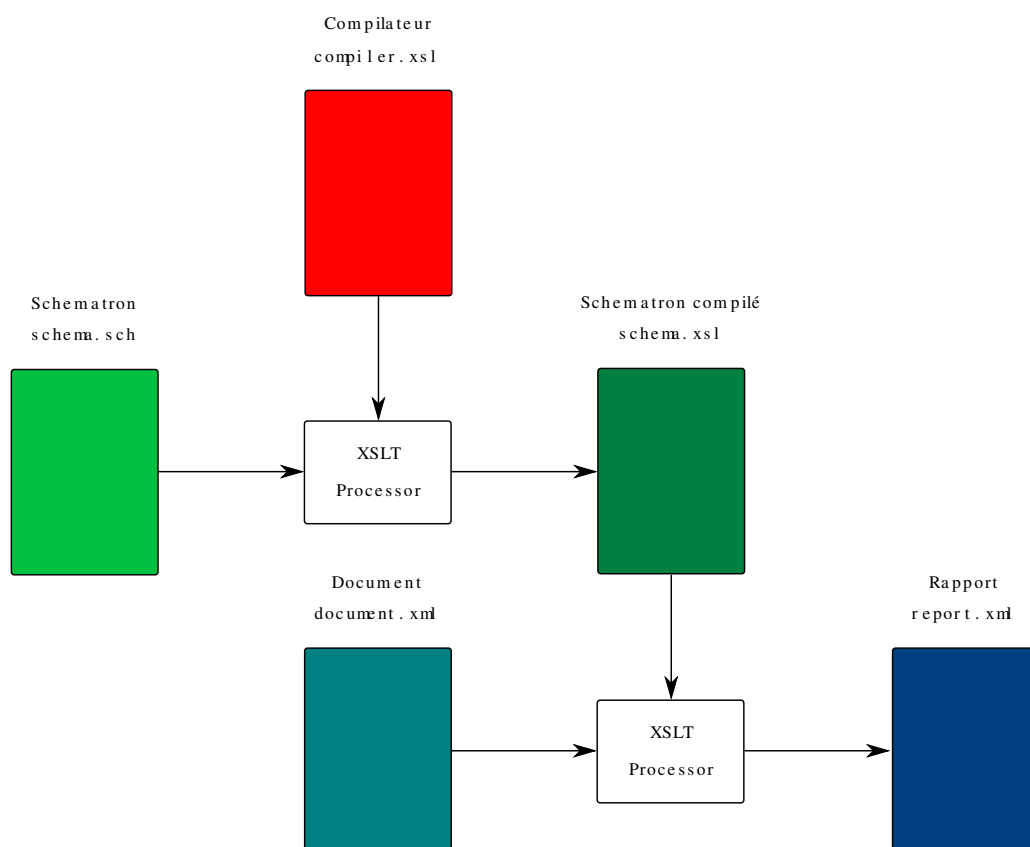 Compilateur
compiler.xsl
Schematron
schema.sch
Schematron compilé
schema.xsl
XSLT
Processor
Document
document.xml
Rapport
report.xml
XSLT
Processor